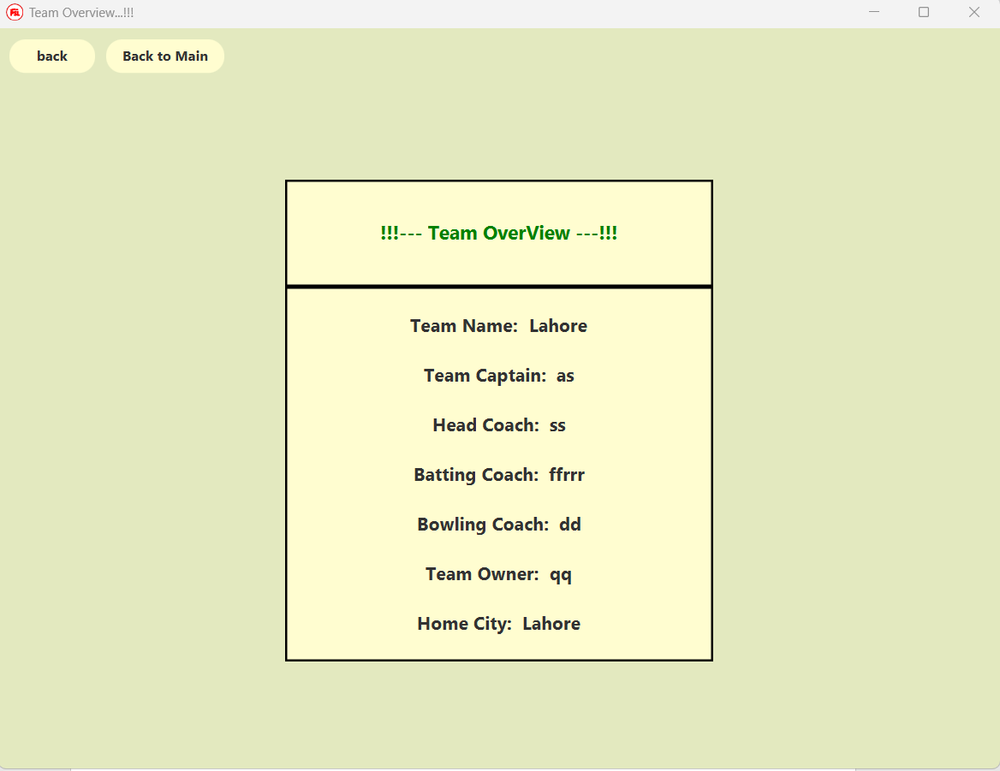 Team Overview...!!!
back
Back to Main
!!!--- Team OverView ---!!!
Team Name: Lahore
Team Captain: as
Head Coach: ss
Batting Coach: ffrrr
Bowling Coach: dd
Team Owner: qq
Home City: Lahore